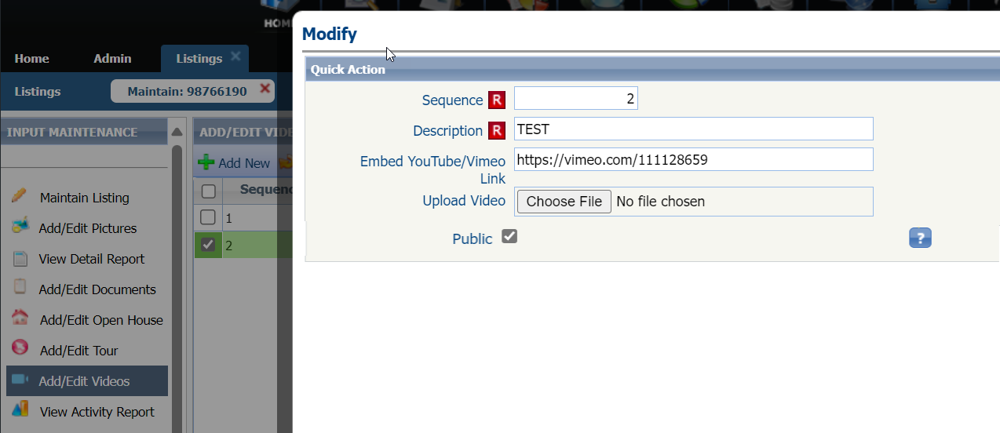 HOM
Modify
Home
Admin
Listings
Quick Action
Listings
Maintain: 98766190
Sequence R
2
INPUT MAINTENANCE
ADD/EDIT VIDE
Description R
TEST
Add New
Embed YouTube/Vimeo
Link
https://vimeo.com/111128659
Sequenc
Upload Video
Choose File No file chosen
Public
?
1
2
Maintain Listing
Add/Edit Pictures
View Detail Report
Add/Edit Documents
Add/Edit Open House
Add/Edit Tour
Add/Edit Videos
View Activity Report